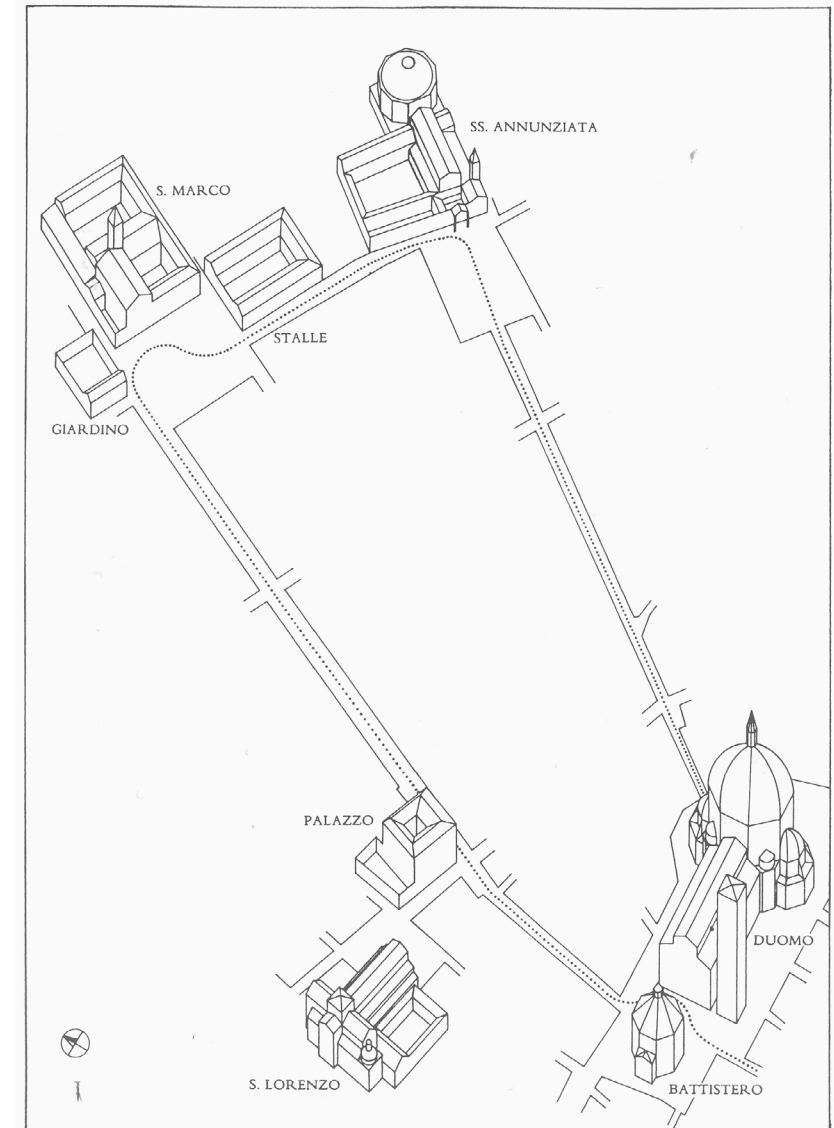 SS. ANNUNZIATA
S. MARCO
STALLE
GIARDINO
PALAZZO
DUOMO
S. LORENZO
BATTISTERO